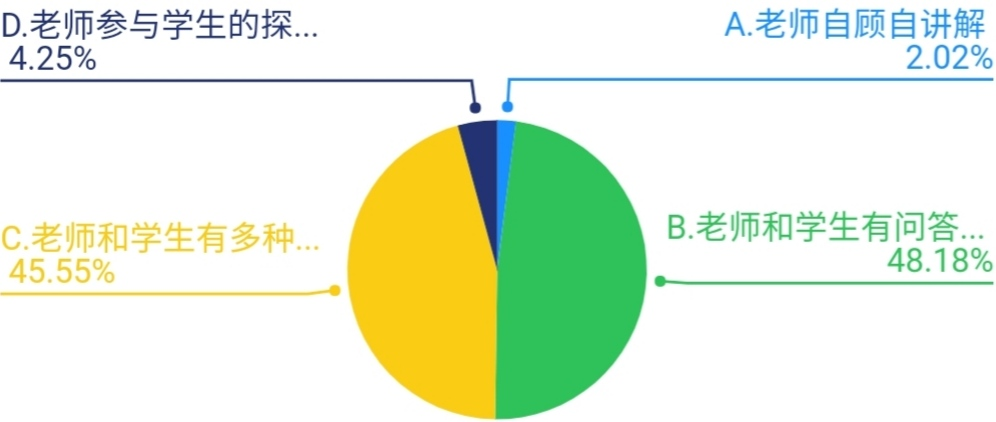 D.老师参与学生的探...
4.25%
A.老师自顾自讲解
2.02%
C.老师和学生有多种...
45.55%
B.老师和学生有问答...
48.18%